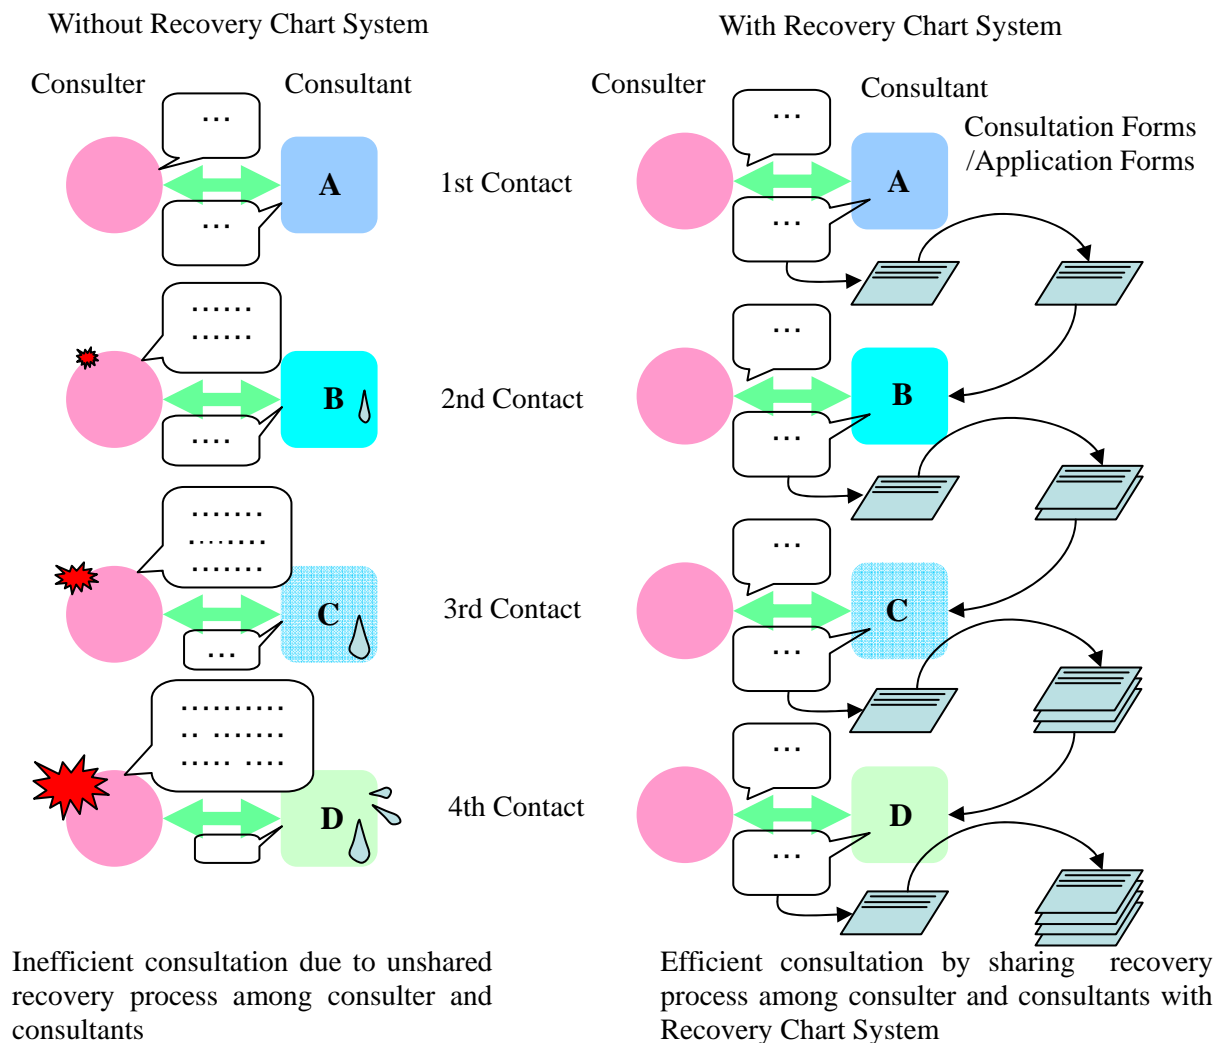 Without Recovery Chart System
Consulter
Consultant
...
A
...
1st Contact
......
......
B
....
2nd Contact
.......
........
.......
C
...
3rd Contact
..........
.. .......
..... ....
D
4th Contact
Inefficient consultation due to unshared
recovery process among consulter and
consultants
With Recovery Chart System
Consulter
Consultant
Consultation Forms
/Application Forms
...
A
...
...
B
...
...
C
...
...
D
...
Efficient consultation by sharing recovery
process among consulter and consultants with
Recovery Chart System